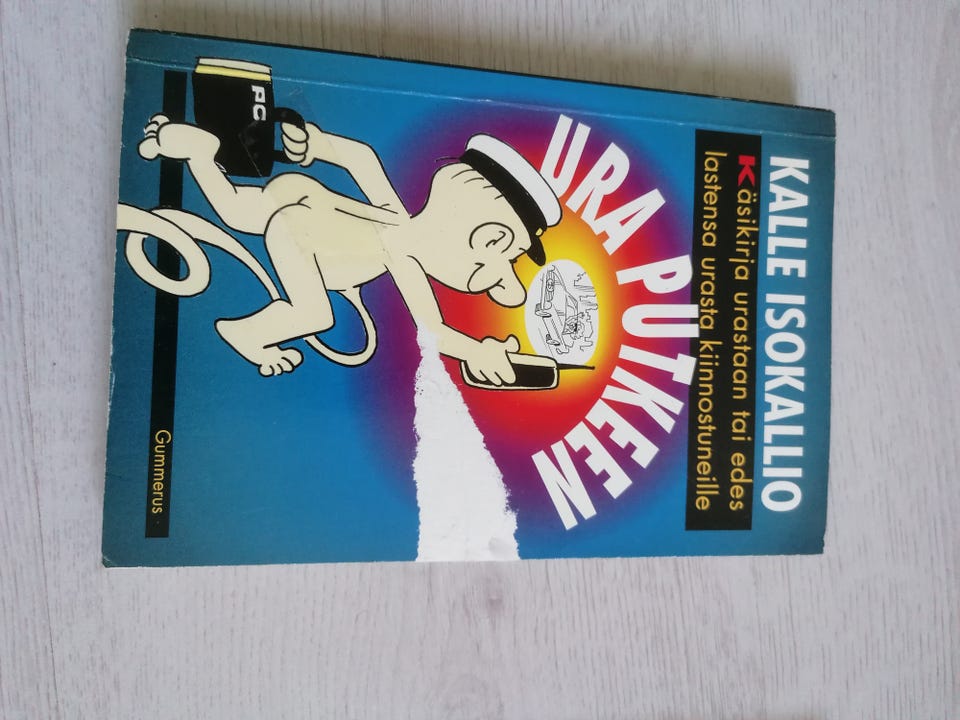 KALLE ISOKALLIO
Käsikirja urastaan tai edes
lastensa urasta kiinnostuneille
URA PUTKEEN
PC
Gummerus